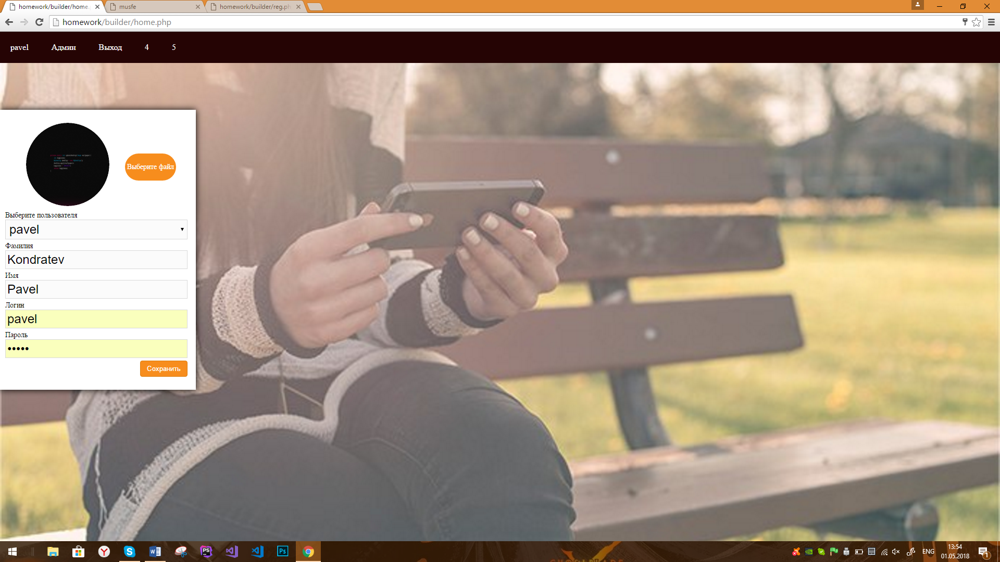 homework/builder/home.
musfe
homework/builder/reg.ph
homework/builder/home.php
pavel Админ Выход 4 5
Выберите файл
Выберите пользователя
pavel
Фамилия
Kondratev
Имя
Pavel
Логин
pavel
Пароль
•••••
Сохранить
ENG
13:54
01.05.2018
1